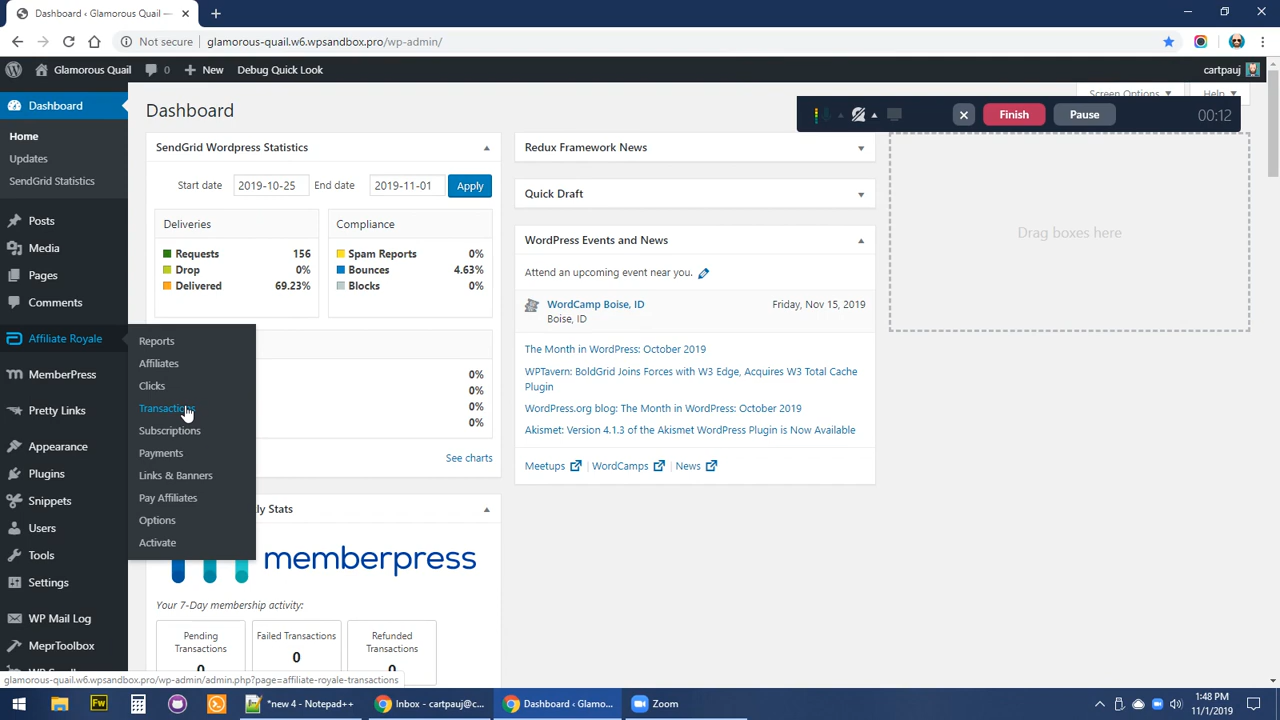 Dashboard ‹ Glamorous Quail —
Not secure | glamorous-quail.w6.wpsandbox.pro/wp-admin/
Glamorous Quail 0 New Debug Quick Look cartpauj
Dashboard
Home
Updates
SendGrid Statistics
Posts
Media
Pages
Comments
Affiliate Royale
MemberPress
Pretty Links
Appearance
Plugins
Snippets
Users
Tools
Settings
WP Mail Log
MeprToolbox
Reports
Affiliates
Clicks
Transactions
Subscriptions
Payments
Links & Banners
Pay Affiliates
Options
Activate
Dashboard
Screen Options Help
Finish Pause 00:12
SendGrid Wordpress Statistics
Start date 2019-10-25 End date 2019-11-01 Apply
Deliveries
Requests 156
Drop 0%
Delivered 69.23%
Compliance
Spam Reports 0%
Bounces 4.63%
Blocks 0%
0%
0%
0%
0%
See charts
ly Stats
memberpress
Your 7-Day membership activity:
Pending
Transactions
0
Failed Transactions
0
Refunded
Transactions
0
Redux Framework News
Quick Draft
WordPress Events and News
Attend an upcoming event near you.
WordCamp Boise, ID Friday, Nov 15, 2019
Boise, ID
The Month in WordPress: October 2019
WPTavern: BoldGrid Joins Forces with W3 Edge, Acquires W3 Total Cache
Plugin
WordPress.org blog: The Month in WordPress: October 2019
Akismet: Version 4.1.3 of the Akismet WordPress Plugin is Now Available
Meetups | WordCamps | News
Drag boxes here
glamorous-quail.w6.wpsandbox.pro/wp-admin/admin.php?page=affiliate-royale-transactions
Fw
*new 4 - Notepad++
Inbox - cartpauj@c...
Dashboard ‹ Glamo...
Zoom
1:48 PM
11/1/2019